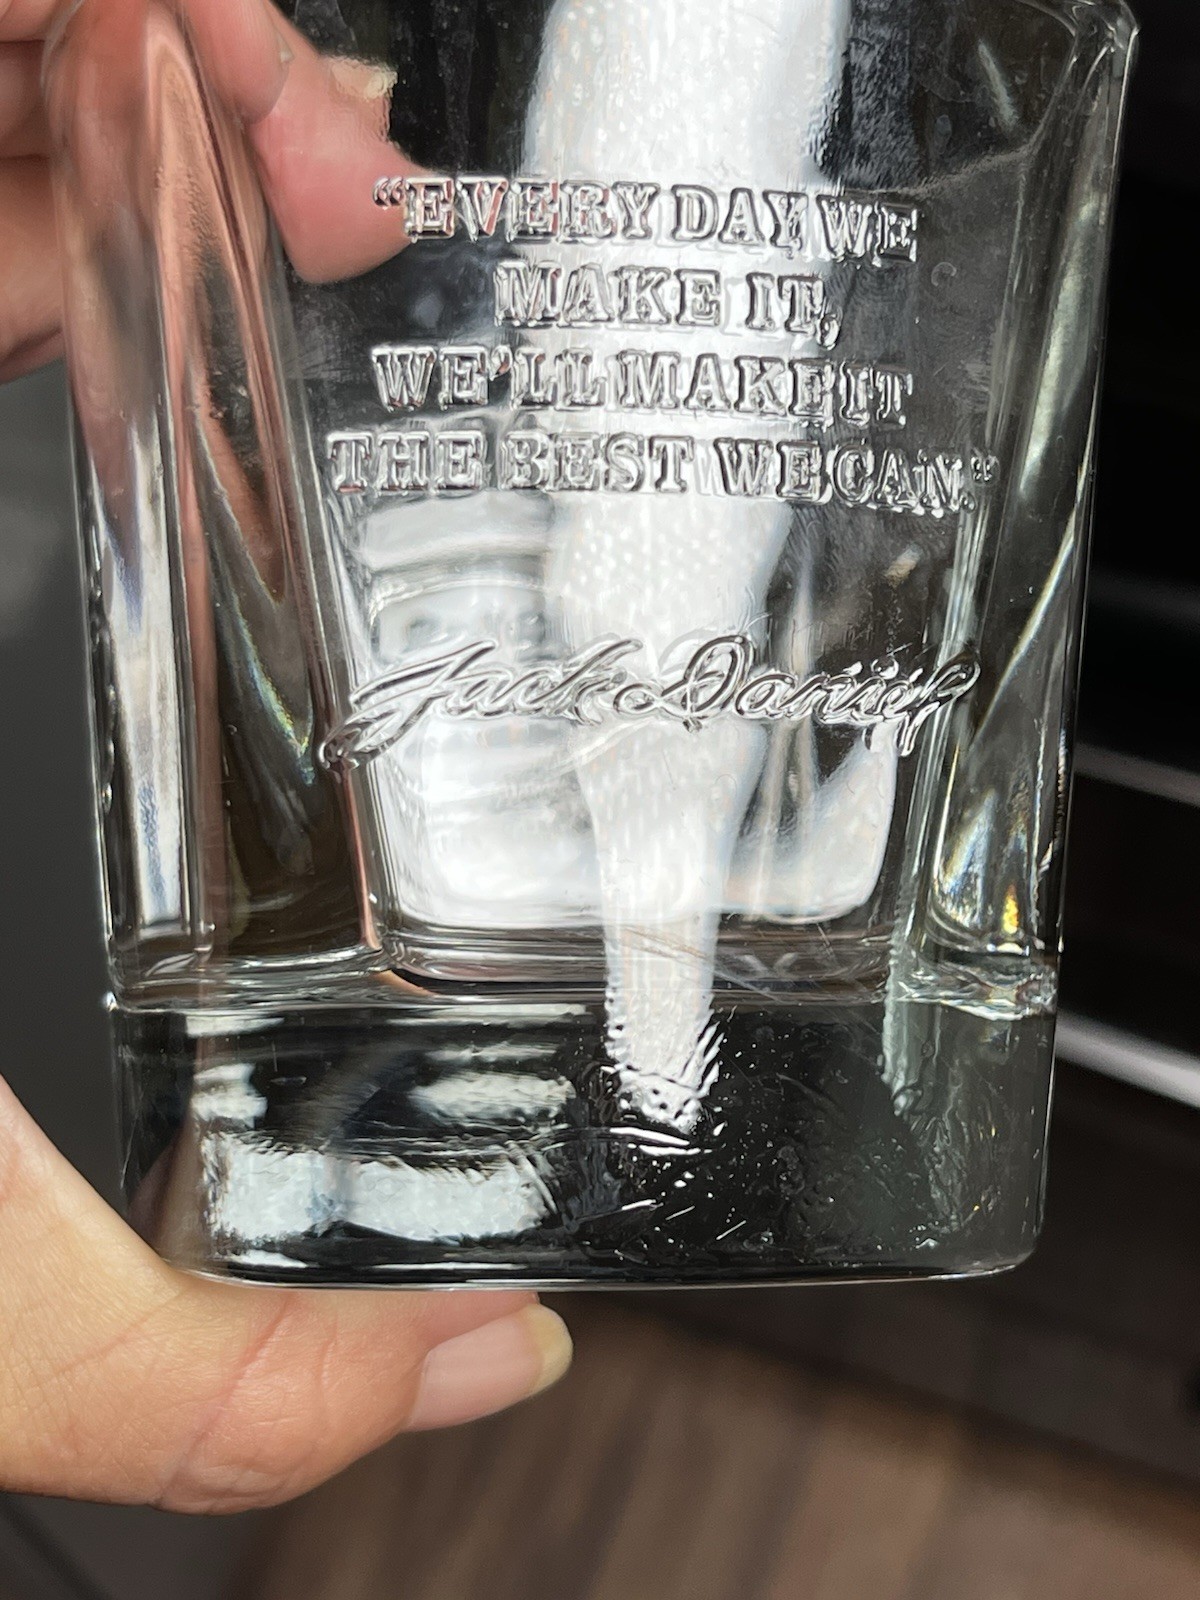 “EVERY DAY WE
MAKE IT,
WE’LL MAKE IT
THE BEST WE CAN.”
Jack Daniel